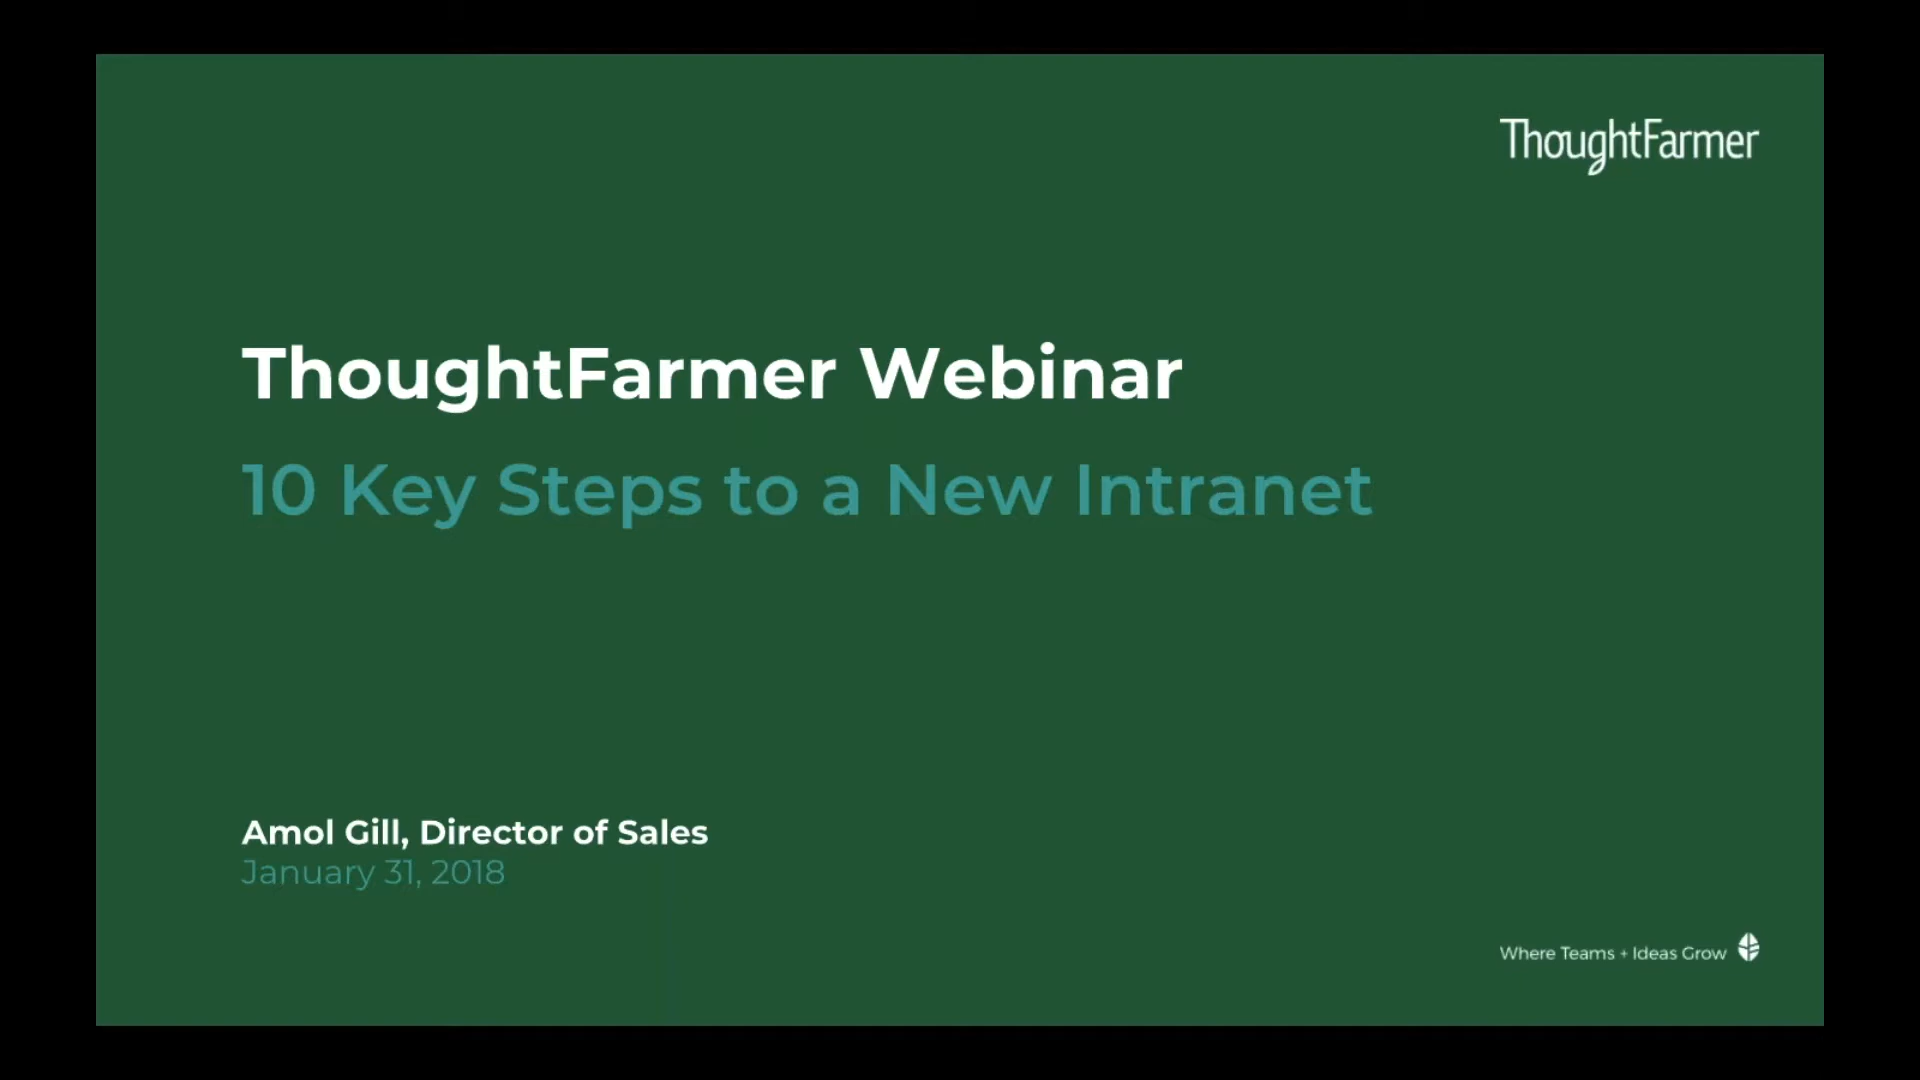 ThoughtFarmer
ThoughtFarmer Webinar
10 Key Steps to a New Intranet
Amol Gill, Director of Sales
January 31, 2018
Where Teams + Ideas Grow